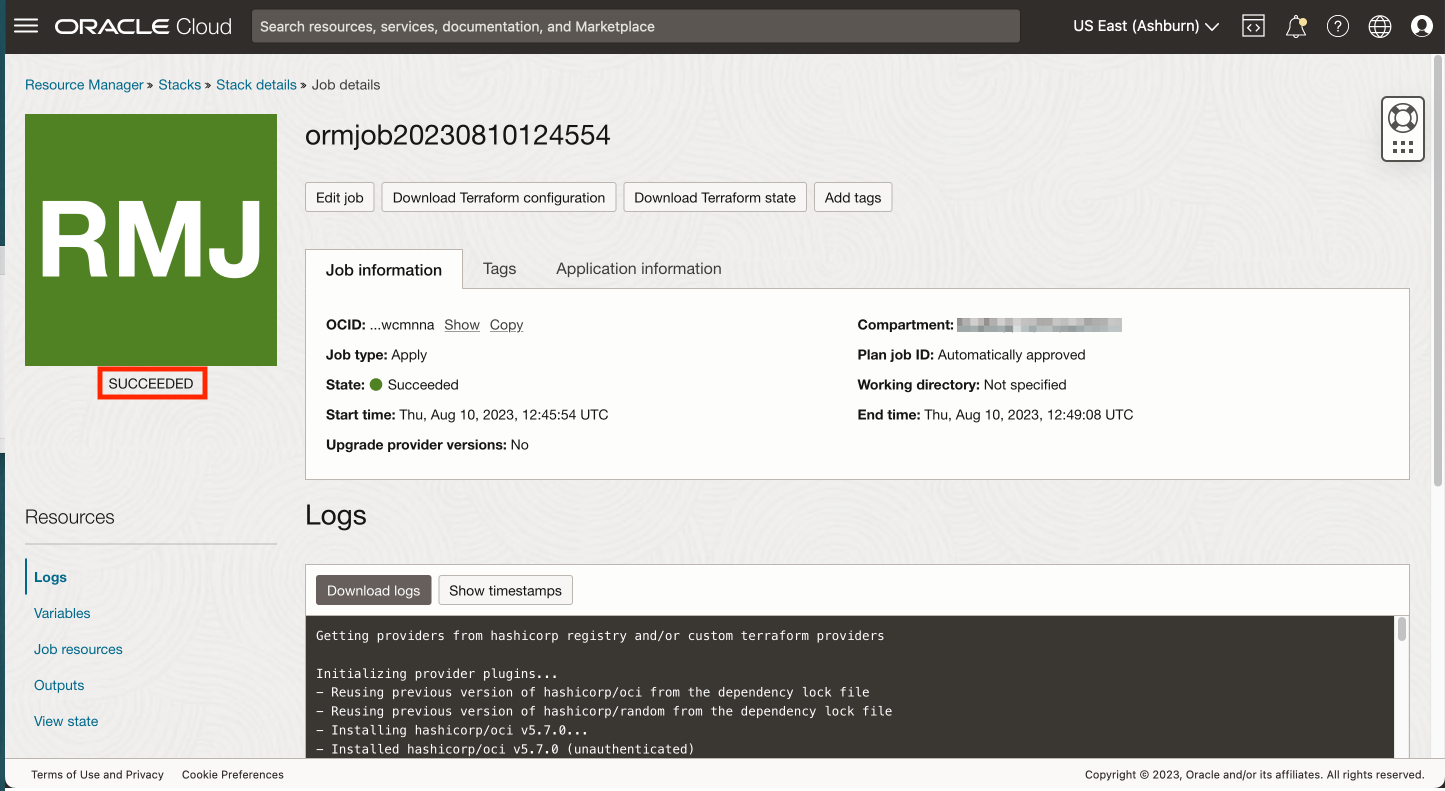 ORACLE Cloud
Search resources, services, documentation, and Marketplace
US East (Ashburn)
Resource Manager » Stacks » Stack details » Job details
RMJ
SUCCEEDED
ormjob20230810124554
Edit job
Download Terraform configuration
Download Terraform state
Add tags
Job information
Tags
Application information
OCID: ...wcmnna Show Copy
Job type: Apply
State: Succeeded
Start time: Thu, Aug 10, 2023, 12:45:54 UTC
Upgrade provider versions: No
Compartment:
Plan job ID: Automatically approved
Working directory: Not specified
End time: Thu, Aug 10, 2023, 12:49:08 UTC
Resources
Logs
Variables
Job resources
Outputs
View state
Logs
Download logs
Show timestamps
Getting providers from hashicorp registry and/or custom terraform providers
Initializing provider plugins...
- Reusing previous version of hashicorp/oci from the dependency lock file
- Reusing previous version of hashicorp/random from the dependency lock file
- Installing hashicorp/oci v5.7.0...
- Installed hashicorp/oci v5.7.0 (unauthenticated)
Terms of Use and Privacy
Cookie Preferences
Copyright © 2023, Oracle and/or its affiliates. All rights reserved.